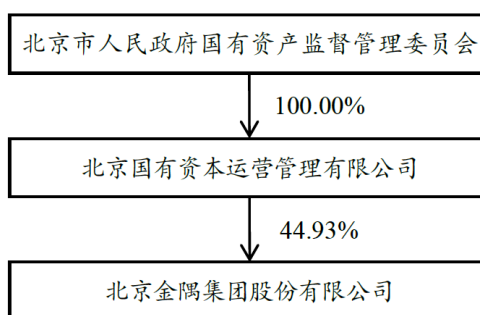 北京市人民政府国有资产监督管理委员会
100.00%
北京国有资本运营管理有限公司
44.93%
北京金隅集团股份有限公司